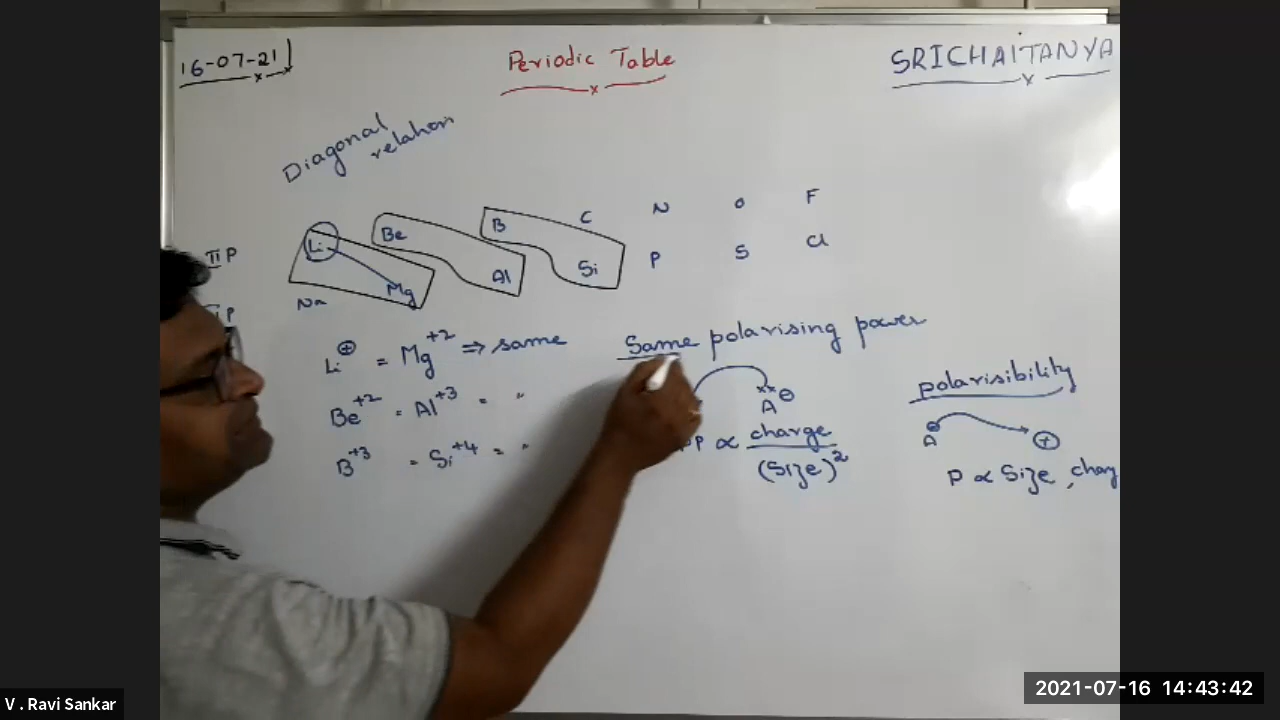 16-07-21
Periodic Table
SRICHAITANYA
Diagonal relation
II P Li Be B C N O F
Na Mg Al Si P S Cl
Li⊕ = Mg+2 ⇒ same
Be+2 = Al+3 = "
B+3 = Si+4 = "
Same polarising power
A⊖
PP ∝ charge
(Size)2
polarisibility
A⊖ ⊕
P ∝ Size, charg
V . Ravi Sankar
2021-07-16 14:43:42